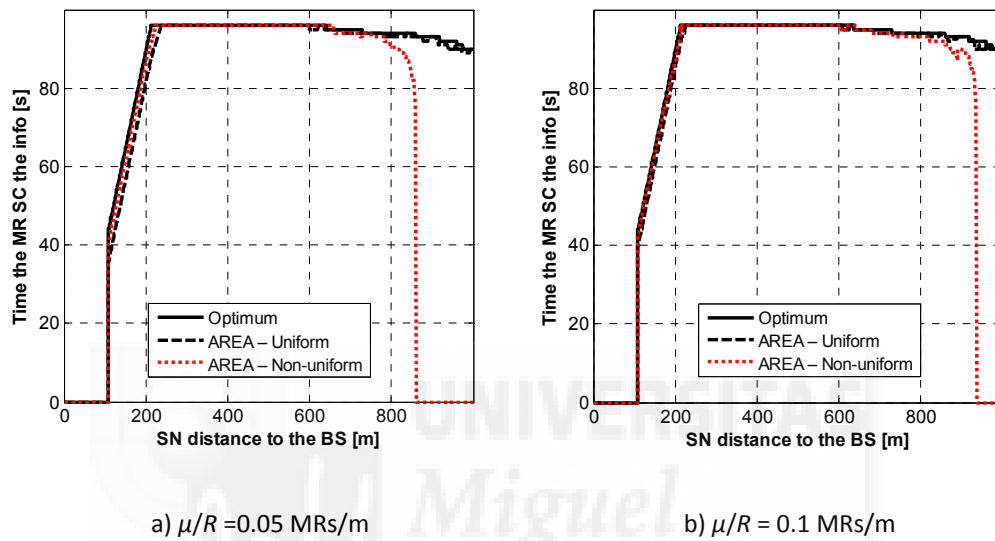 Time the MR SC the info [s]
80
60
40
20
0
Optimum
AREA – Uniform
AREA – Non-uniform
0 200 400 600 800
SN distance to the BS [m]
a) μ/R =0.05 MRs/m
Time the MR SC the info [s]
80
60
40
20
0
Optimum
AREA – Uniform
AREA – Non-uniform
0 200 400 600 800
SN distance to the BS [m]
b) μ/R = 0.1 MRs/m
UNIVERSITAS
Miguel